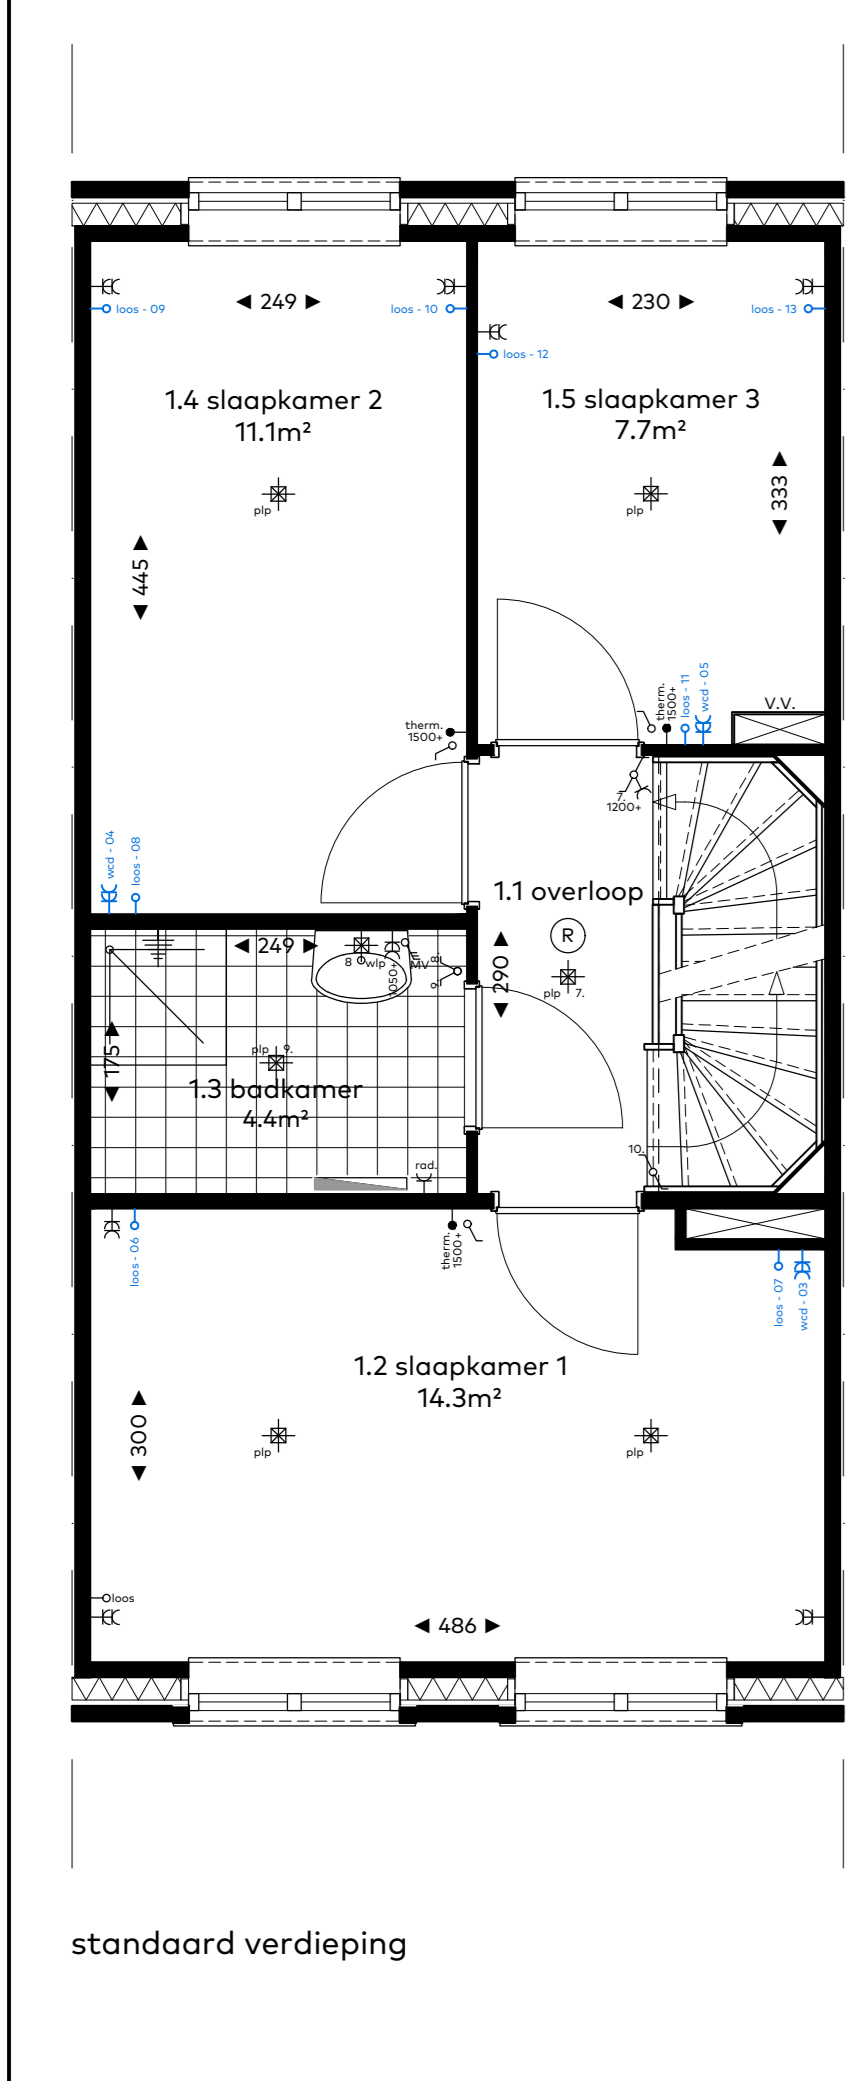 loos - 09
◄ 249 ►
loos - 10
◄ 230 ►
loos - 13
loos - 12
1.4 slaapkamer 2
11.1m²
1.5 slaapkamer 3
7.7m²
plp
plp
◄ 333 ►
◄ 445 ►
therm.
1500+
therm.
1500+
loos - 11
wcd - 05
V.V.
7.
1200+
wcd - 04
loos - 08
1.1 overloop
R
◄ 290 ►
plp
7.
◄ 249 ►
8
wlp
1050+
MV
8.
9.
◄ 175 ►
plp
9.
1.3 badkamer
4.4m²
rad.
10.
loos - 06
therm.
1500+
loos - 07
wcd - 03
1.2 slaapkamer 1
14.3m²
◄ 300 ►
plp
plp
loos
◄ 486 ►
standaard verdieping